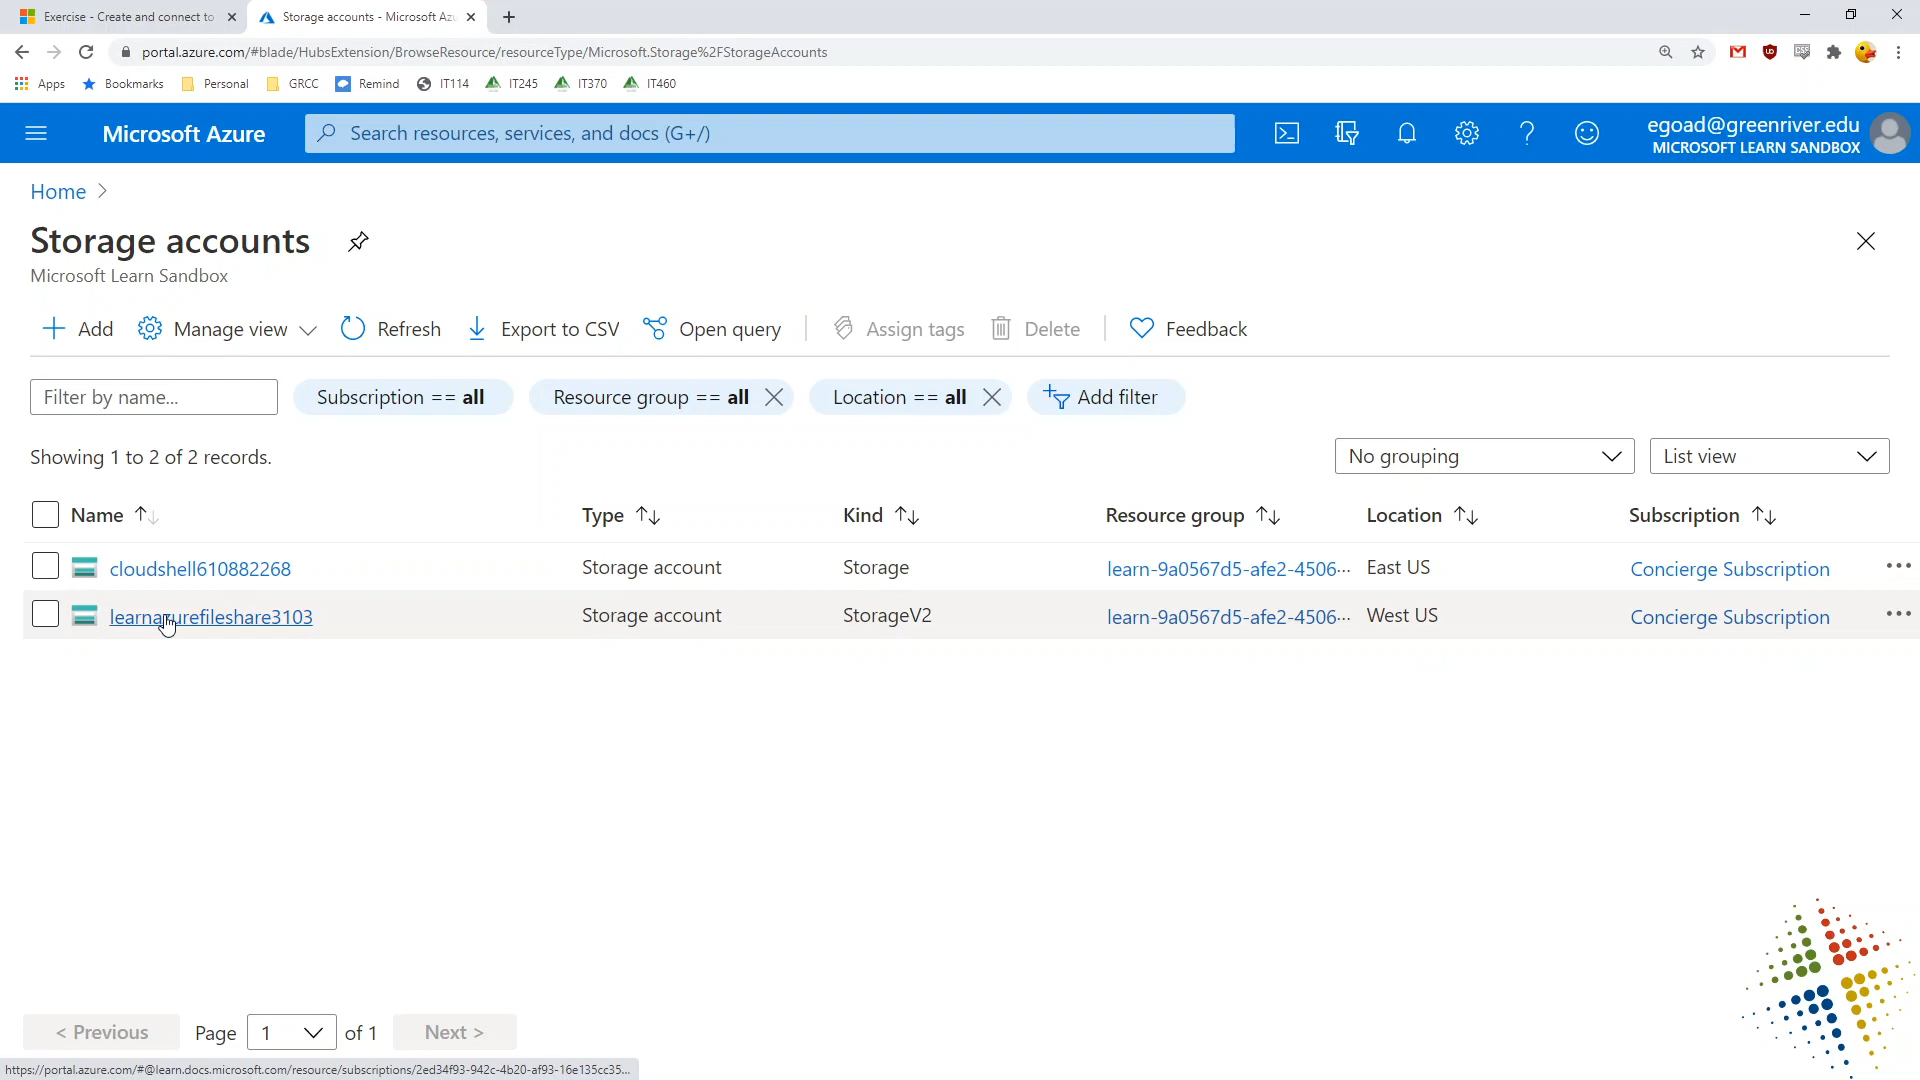 Exercise - Create and connect to
Storage accounts - Microsoft Azu
portal.azure.com/#blade/HubsExtension/BrowseResource/resourceType/Microsoft.Storage%2FStorageAccounts
Apps Bookmarks Personal GRCC Remind IT114 IT245 IT370 IT460
Microsoft Azure
Search resources, services, and docs (G+/)
egoad@greenriver.edu
MICROSOFT LEARN SANDBOX
Home
Storage accounts
Microsoft Learn Sandbox
Add Manage view Refresh Export to CSV Open query Assign tags Delete Feedback
Filter by name... Subscription == all Resource group == all Location == all Add filter
Showing 1 to 2 of 2 records. No grouping List view
Name Type Kind Resource group Location Subscription
cloudshell610882268 Storage account Storage learn-9a0567d5-afe2-4506··· East US Concierge Subscription
learnazurefileshare3103 Storage account StorageV2 learn-9a0567d5-afe2-4506··· West US Concierge Subscription
< Previous Page 1 of 1 Next >
https://portal.azure.com/#@learn.docs.microsoft.com/resource/subscriptions/2ed34f93-942c-4b20-af93-16e135cc35...